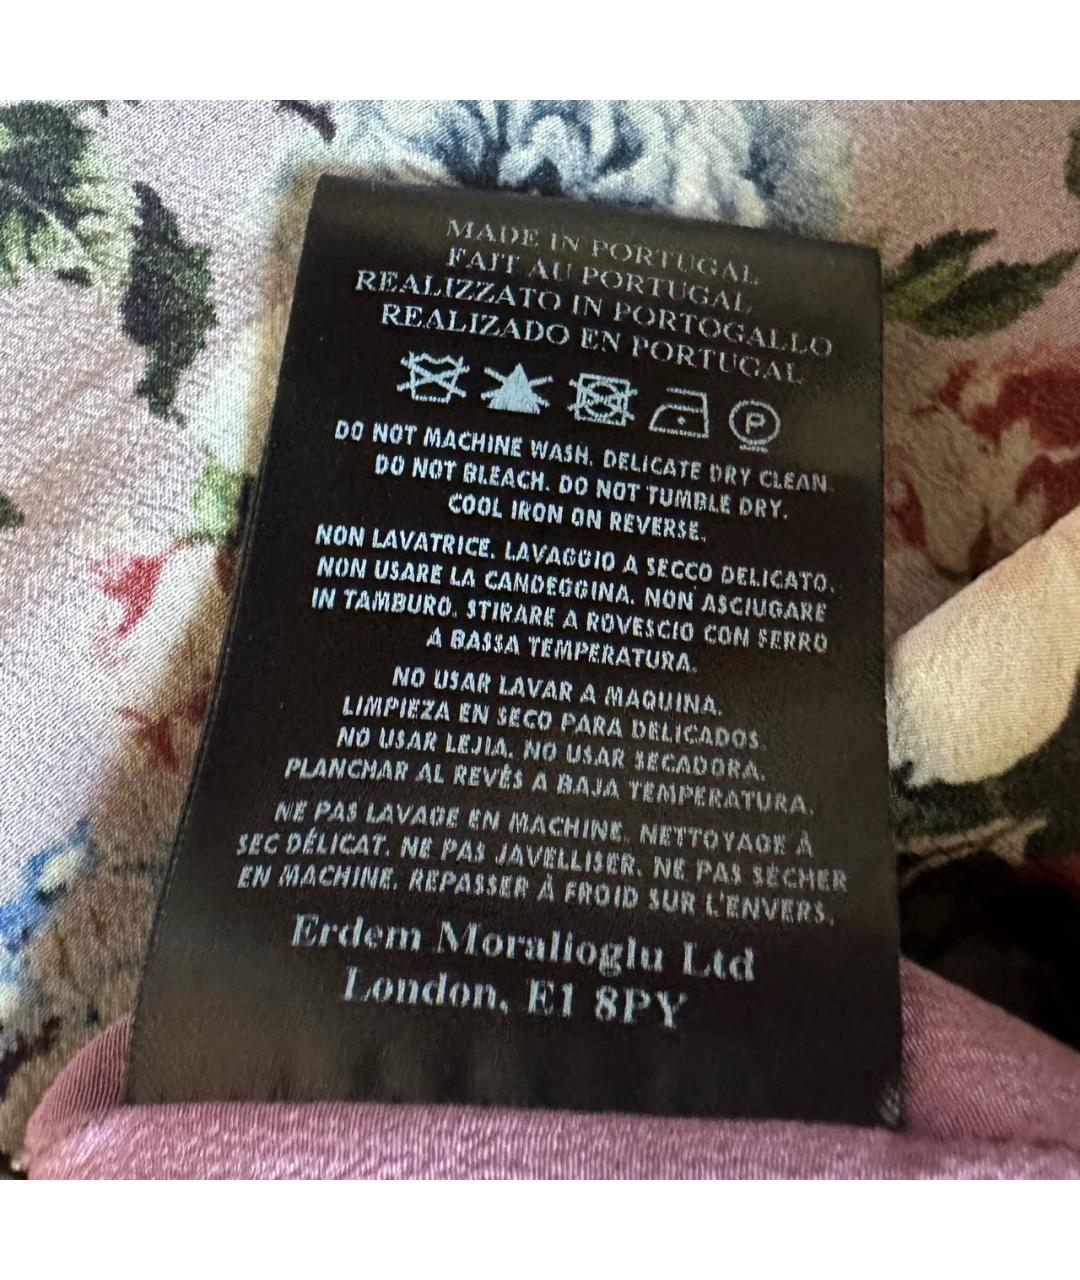 MADE IN PORTUGAL
FAIT AU PORTUGAL
REALIZZATO IN PORTOGALLO
REALIZADO EN PORTUGAL
P
DO NOT MACHINE WASH. DELICATE DRY CLEAN.
DO NOT BLEACH. DO NOT TUMBLE DRY.
COOL IRON ON REVERSE.
NON LAVATRICE. LAVAGGIO A SECCO DELICATO.
NON USARE LA CANDEGGINA. NON ASCIUGARE
IN TAMBURO. STIRARE A ROVESCIO CON FERRO
A BASSA TEMPERATURA.
NO USAR LAVAR A MAQUINA.
LIMPIEZA EN SECO PARA DELICADOS.
NO USAR LEJIA. NO USAR SECADORA.
PLANCHAR AL REVÉS A BAJA TEMPERATURA.
NE PAS LAVAGE EN MACHINE. NETTOYAGE À
SEC DÉLICAT. NE PAS JAVELLISER. NE PAS SÉCHER
EN MACHINE. REPASSER À FROID SUR L'ENVERS.
Erdem Moralioglu Ltd
London, E1 8PY